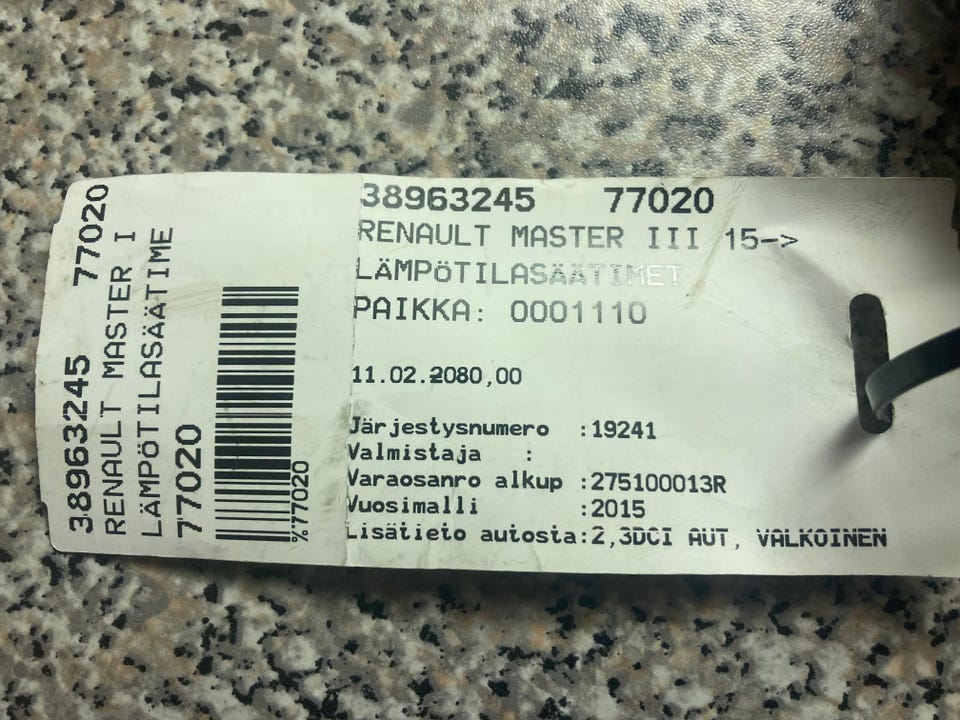 38963245 77020
RENAULT MASTER I
LÄMPÖTILASÄÄTIME
77020
%77020
38963245 77020
RENAULT MASTER III 15->
LÄMPÖTILASÄÄTIMET
PAIKKA: 0001110
11.02.2080,00
Järjestysnumero :19241
Valmistaja :
Varaosanro alkup :275100013R
Vuosimalli :2015
Lisätieto autosta:2,3DCI AUT, VALKOINEN